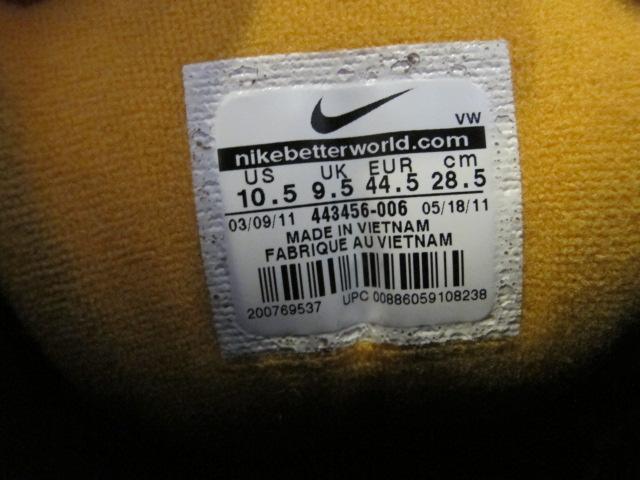 VW
nikebetterworld.com
US UK EUR cm
10.5 9.5 44.5 28.5
03/09/11 443456-006 05/18/11
MADE IN VIETNAM
FABRIQUE AU VIETNAM
200769537 UPC 00886059108238